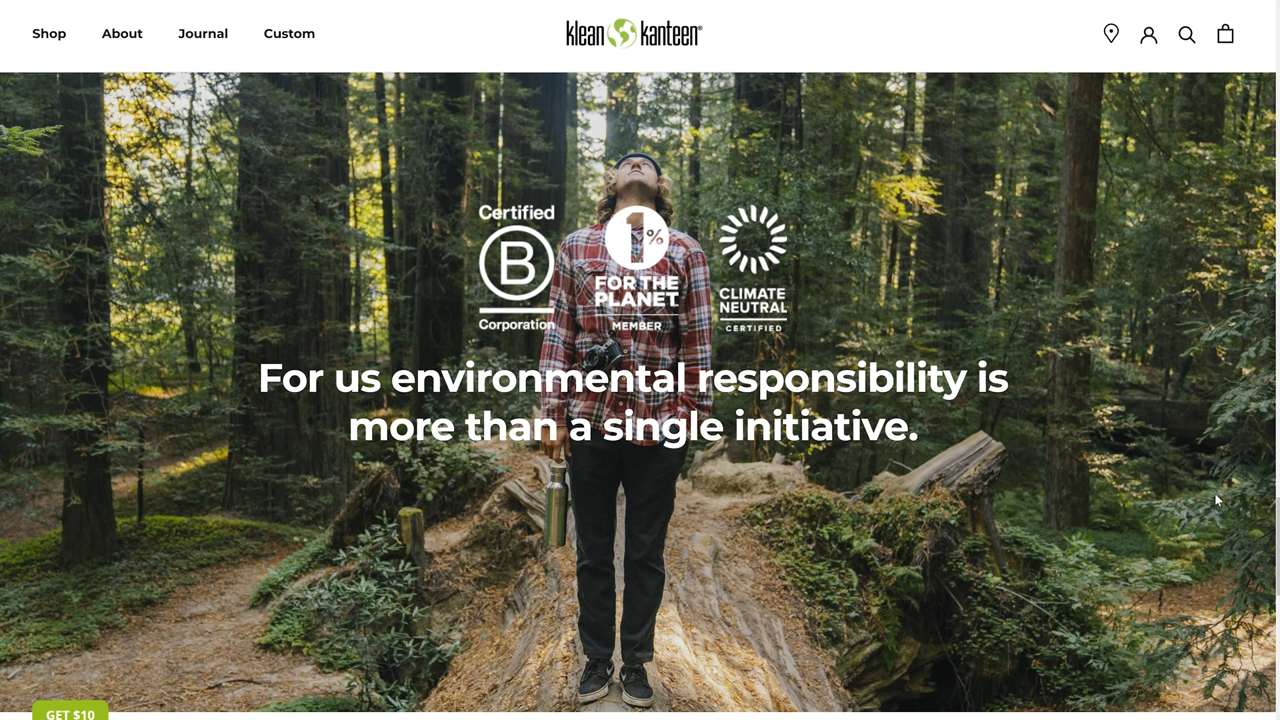 Shop
About
Journal
Custom
klean kanteen®
Certified
B
Corporation
1%
FOR THE
PLANET
MEMBER
CLIMATE
NEUTRAL
CERTIFIED
For us environmental responsibility is
more than a single initiative.
GET $10